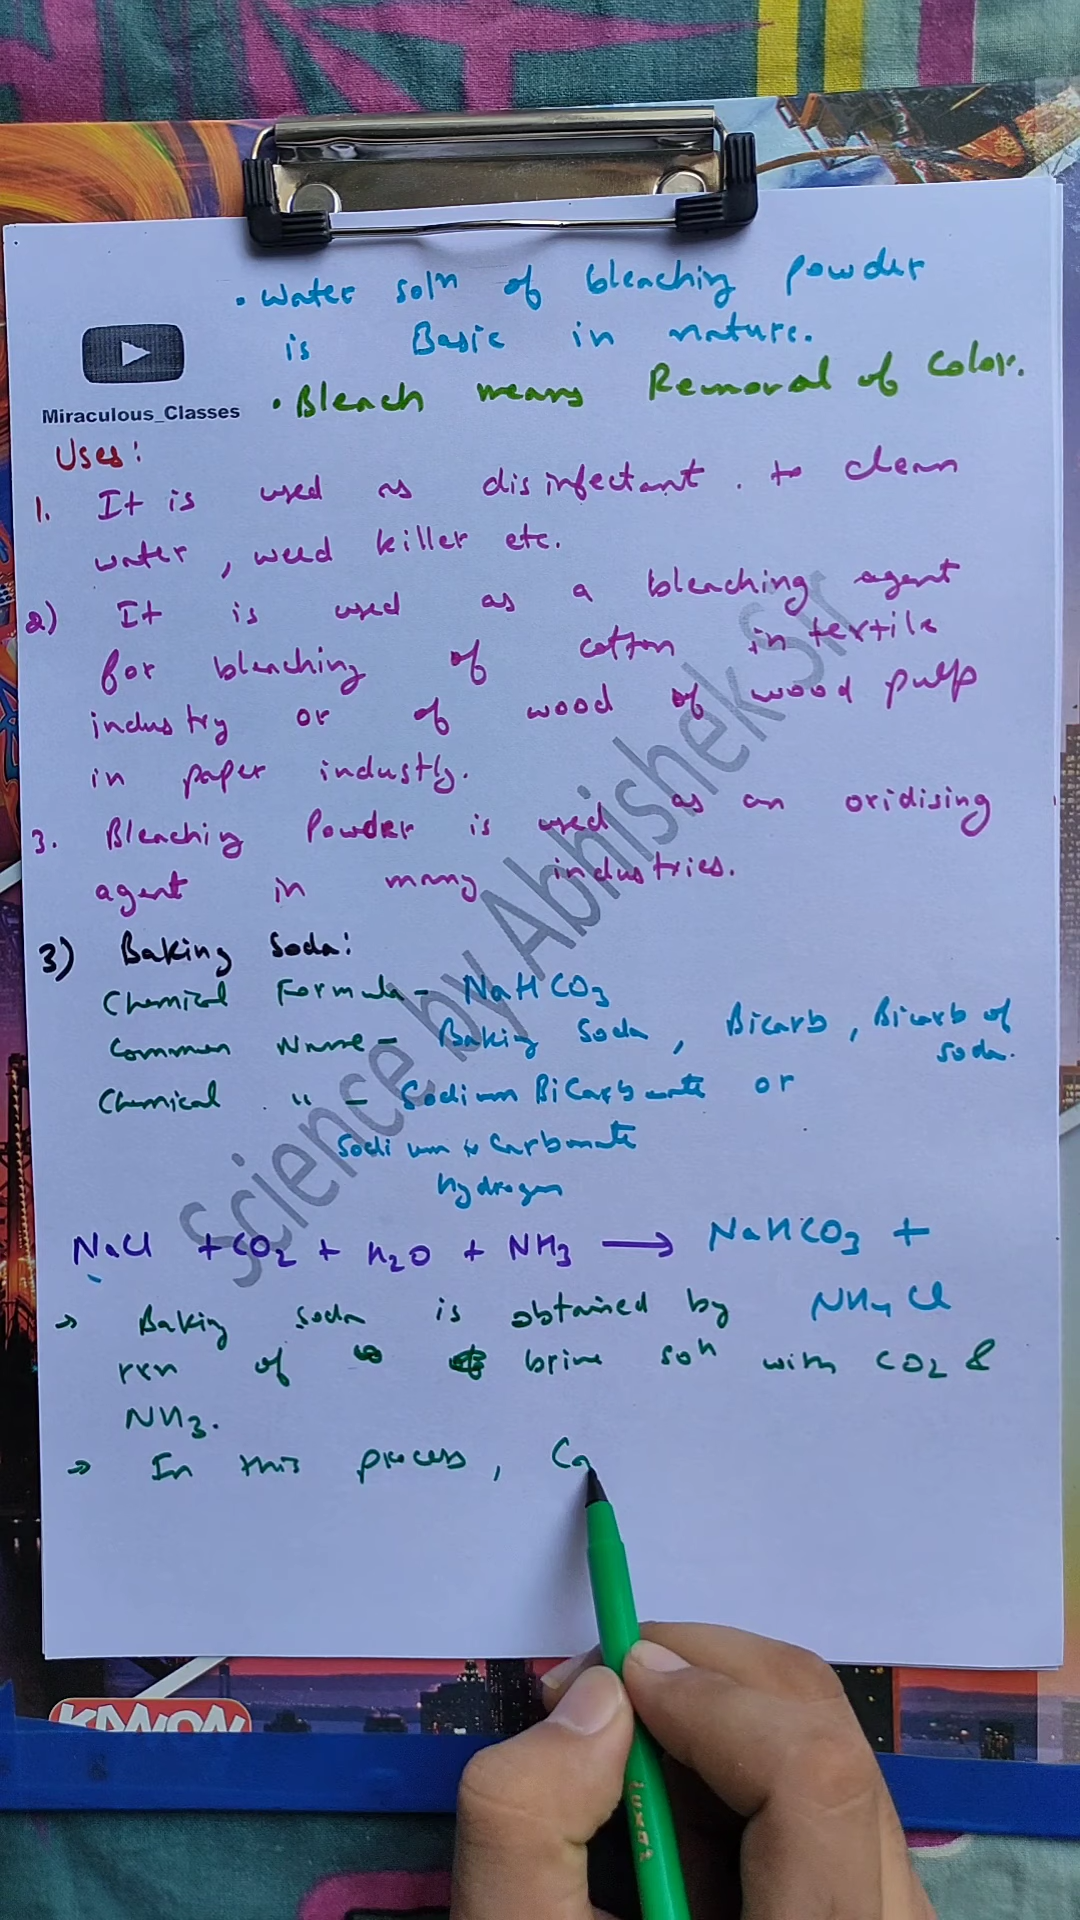 • Water solⁿ of bleaching powder
is Basic in nature.
Miraculous_Classes
• Bleach means Removal of Color.
Uses:
1. It is used as disinfectant. to clean
water, weed killer etc.
2) It is used as a bleaching agent
for bleaching of cotton in textile
industry or of wood of wood pulp
in paper industry.
3. Bleaching Powder is used as an oxidising
agent in many industries.
3) Baking Soda:
Chemical Formula - NaHCO3
Common Name - Baking Soda, Bicarb, Bicarb of
soda.
Chemical " - Sodium BiCarbonate or
Sodium Carbonate
Hydrogen
NaCl + CO2 + H2O + NH3 ⟶ NaHCO3 +
NH4Cl
→ Baking soda is obtained by
rxn of brine solⁿ with CO2 &
NH3.
→ In this process, Ca
Science by Abhishek Sir